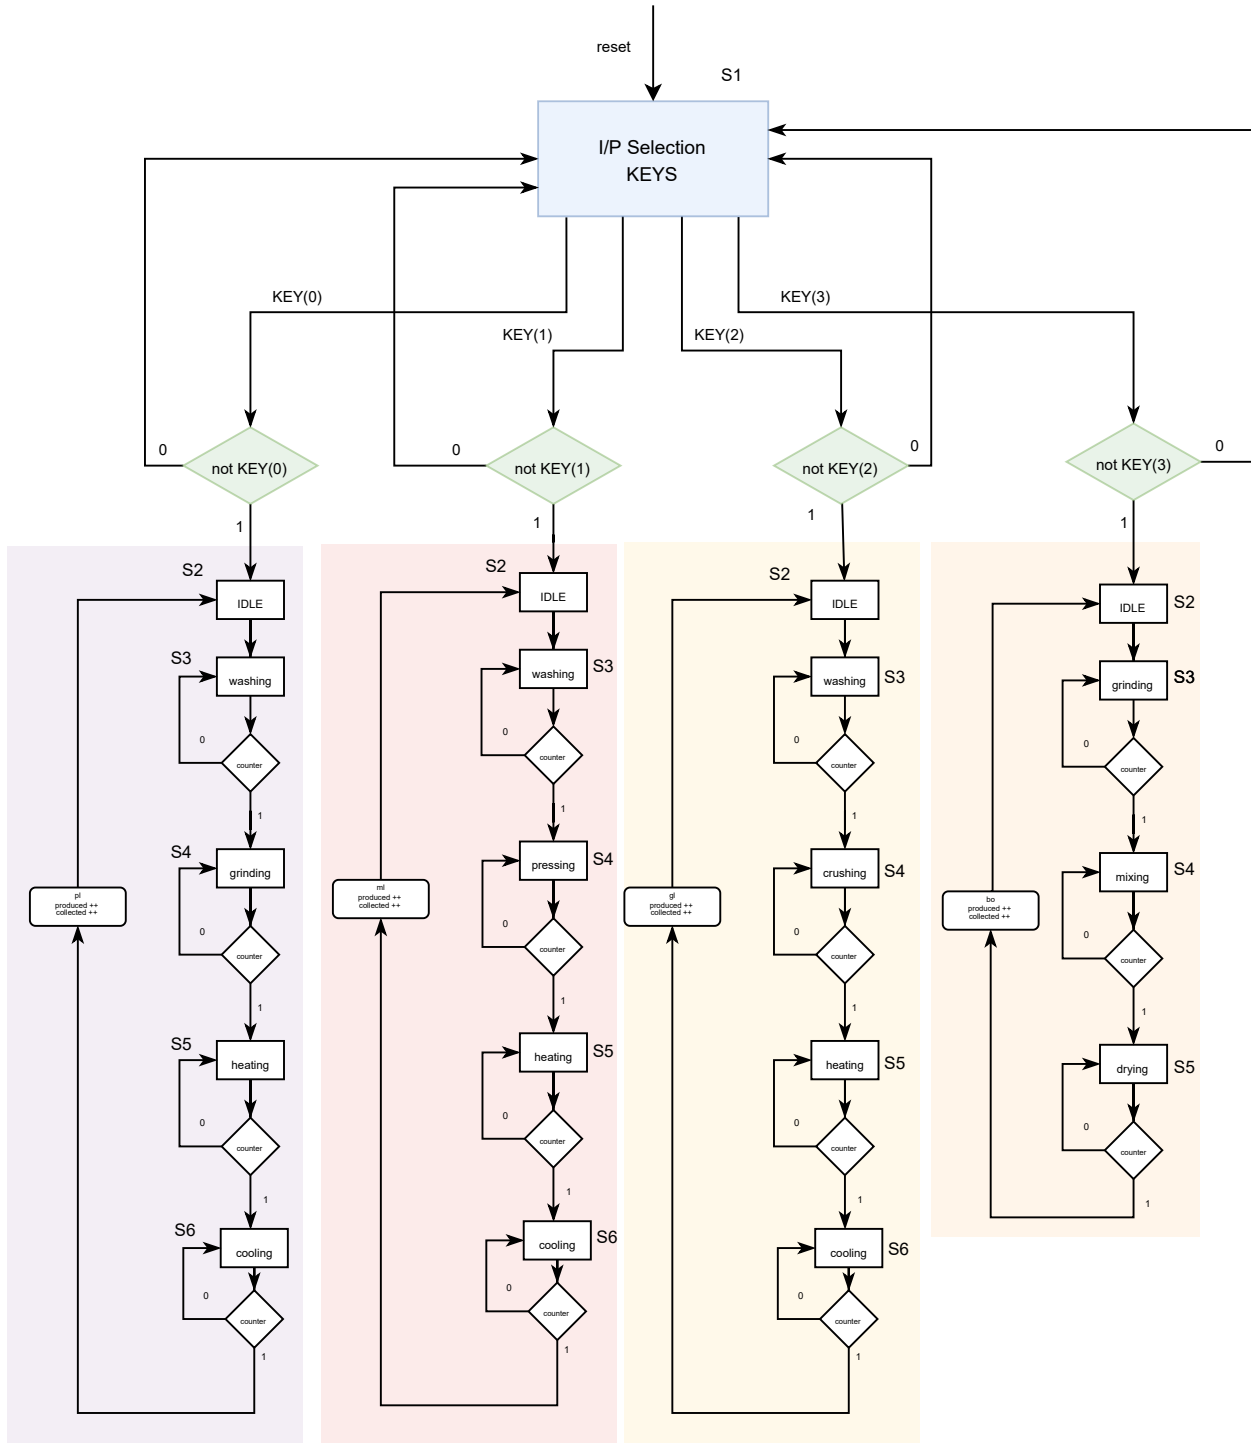 reset
S1
I/P Selection
KEYS
KEY(0)
KEY(1)
KEY(2)
KEY(3)
0
not KEY(0)
1
0
not KEY(1)
1
0
not KEY(2)
1
0
not KEY(3)
1
S2
IDLE
S3
washing
0
counter
1
S4
grinding
0
counter
1
S5
heating
0
counter
1
S6
cooling
0
counter
1
pl
produced ++
collected ++
S2
IDLE
washing
S3
0
counter
1
pressing
S4
0
counter
1
heating
S5
0
counter
1
cooling
S6
0
counter
1
ml
produced ++
collected ++
S2
IDLE
washing
S3
0
counter
1
crushing
S4
0
counter
1
heating
S5
0
counter
1
cooling
S6
0
counter
1
gl
produced ++
collected ++
IDLE
S2
grinding
S3
0
counter
1
mixing
S4
0
counter
1
drying
S5
0
counter
1
bo
produced ++
collected ++